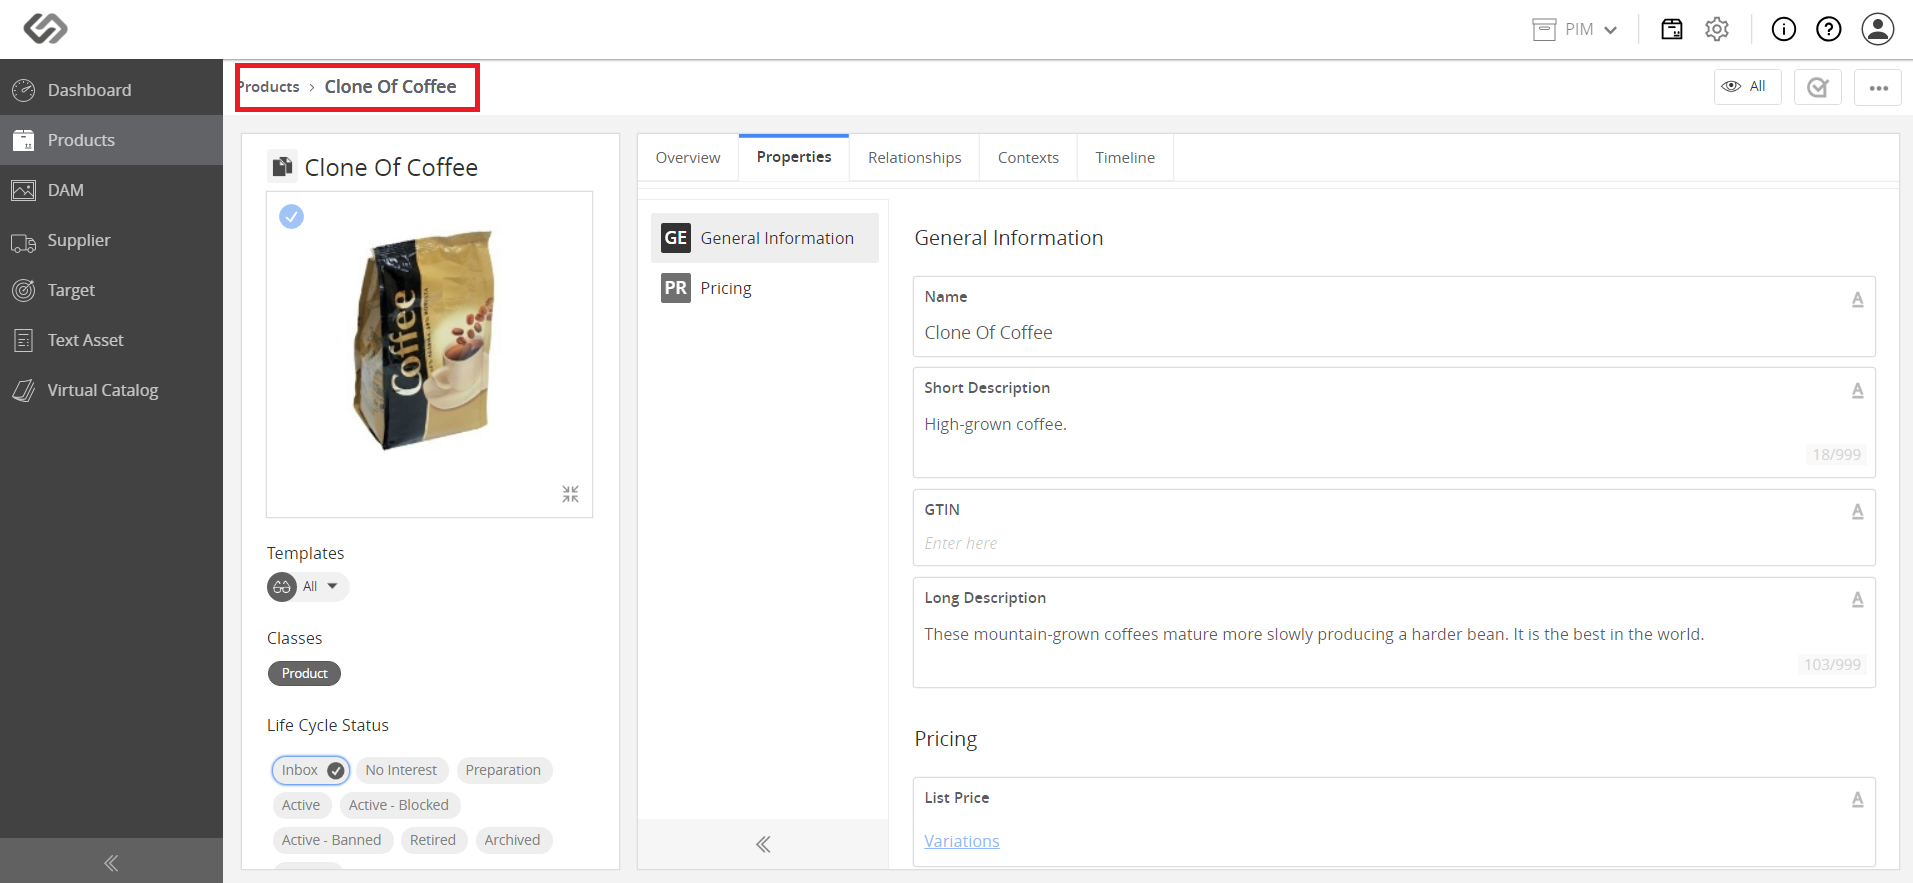 PIM
Dashboard
Products
DAM
Supplier
Target
Text Asset
Virtual Catalog
Products › Clone Of Coffee
All
Clone Of Coffee
Coffee
Templates
All
Classes
Product
Life Cycle Status
Inbox No Interest Preparation
Active Active - Blocked
Active - Banned Retired Archived
Overview Properties Relationships Contexts Timeline
GE General Information
PR Pricing
General Information
Name
A
Clone Of Coffee
Short Description
A
High-grown coffee.
18/999
GTIN
A
Enter here
Long Description
A
These mountain-grown coffees mature more slowly producing a harder bean. It is the best in the world.
103/999
Pricing
List Price
A
Variations